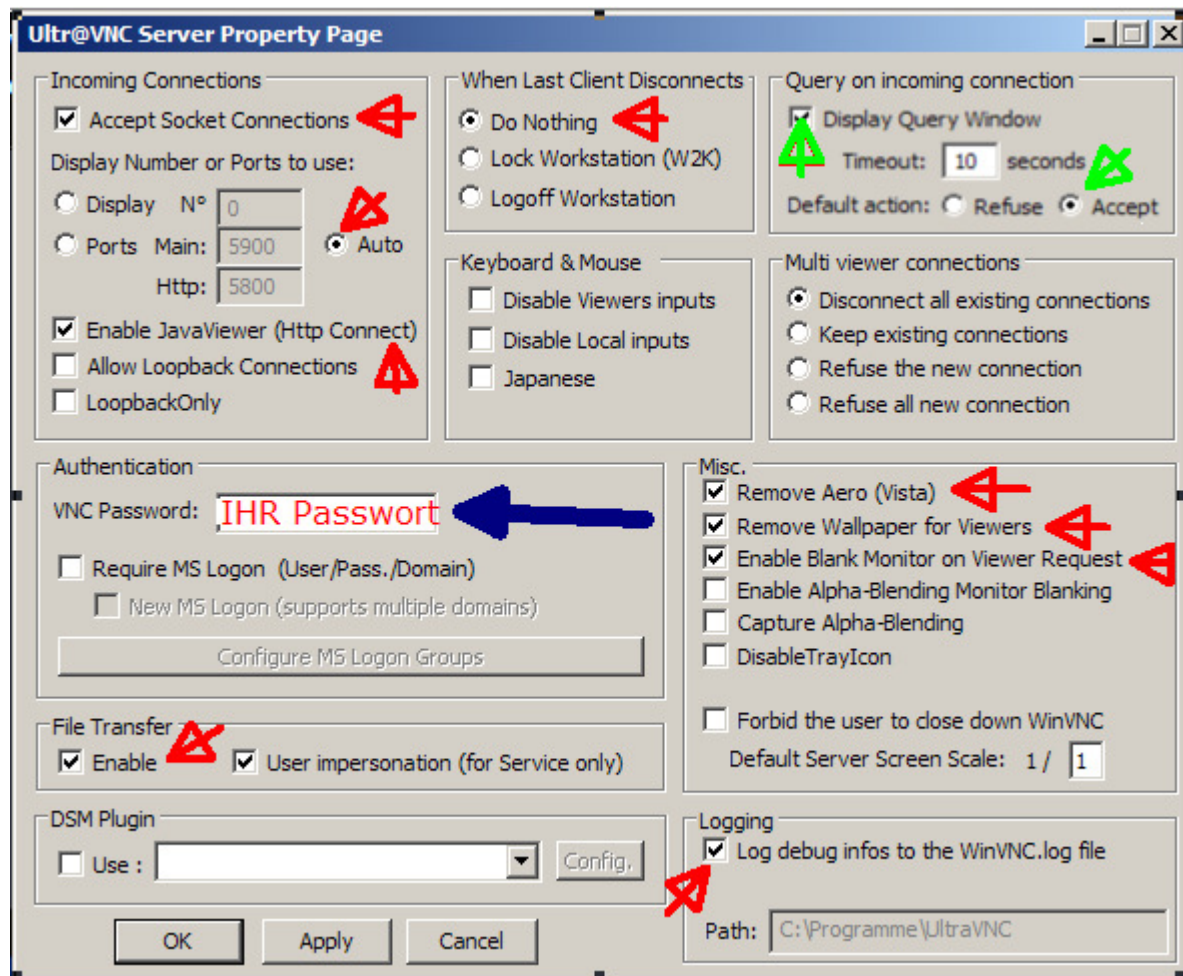 Ultr@VNC Server Property Page
Incoming Connections
Accept Socket Connections
Display Number or Ports to use:
Display N° 0
Ports Main: 5900 Auto
Http: 5800
Enable JavaViewer (Http Connect)
Allow Loopback Connections
LoopbackOnly
When Last Client Disconnects
Do Nothing
Lock Workstation (W2K)
Logoff Workstation
Query on incoming connection
Display Query Window
Timeout: 10 seconds
Default action: Refuse Accept
Keyboard & Mouse
Disable Viewers inputs
Disable Local inputs
Japanese
Multi viewer connections
Disconnect all existing connections
Keep existing connections
Refuse the new connection
Refuse all new connection
Authentication
VNC Password: IHR Passwort
Require MS Logon (User/Pass./Domain)
New MS Logon (supports multiple domains)
Configure MS Logon Groups
Misc.
Remove Aero (Vista)
Remove Wallpaper for Viewers
Enable Blank Monitor on Viewer Request
Enable Alpha-Blending Monitor Blanking
Capture Alpha-Blending
DisableTrayIcon
Forbid the user to close down WinVNC
Default Server Screen Scale: 1 / 1
File Transfer
Enable User impersonation (for Service only)
DSM Plugin
Use : Config.
Logging
Log debug infos to the WinVNC.log file
Path: C:\Programme\UltraVNC
OK Apply Cancel